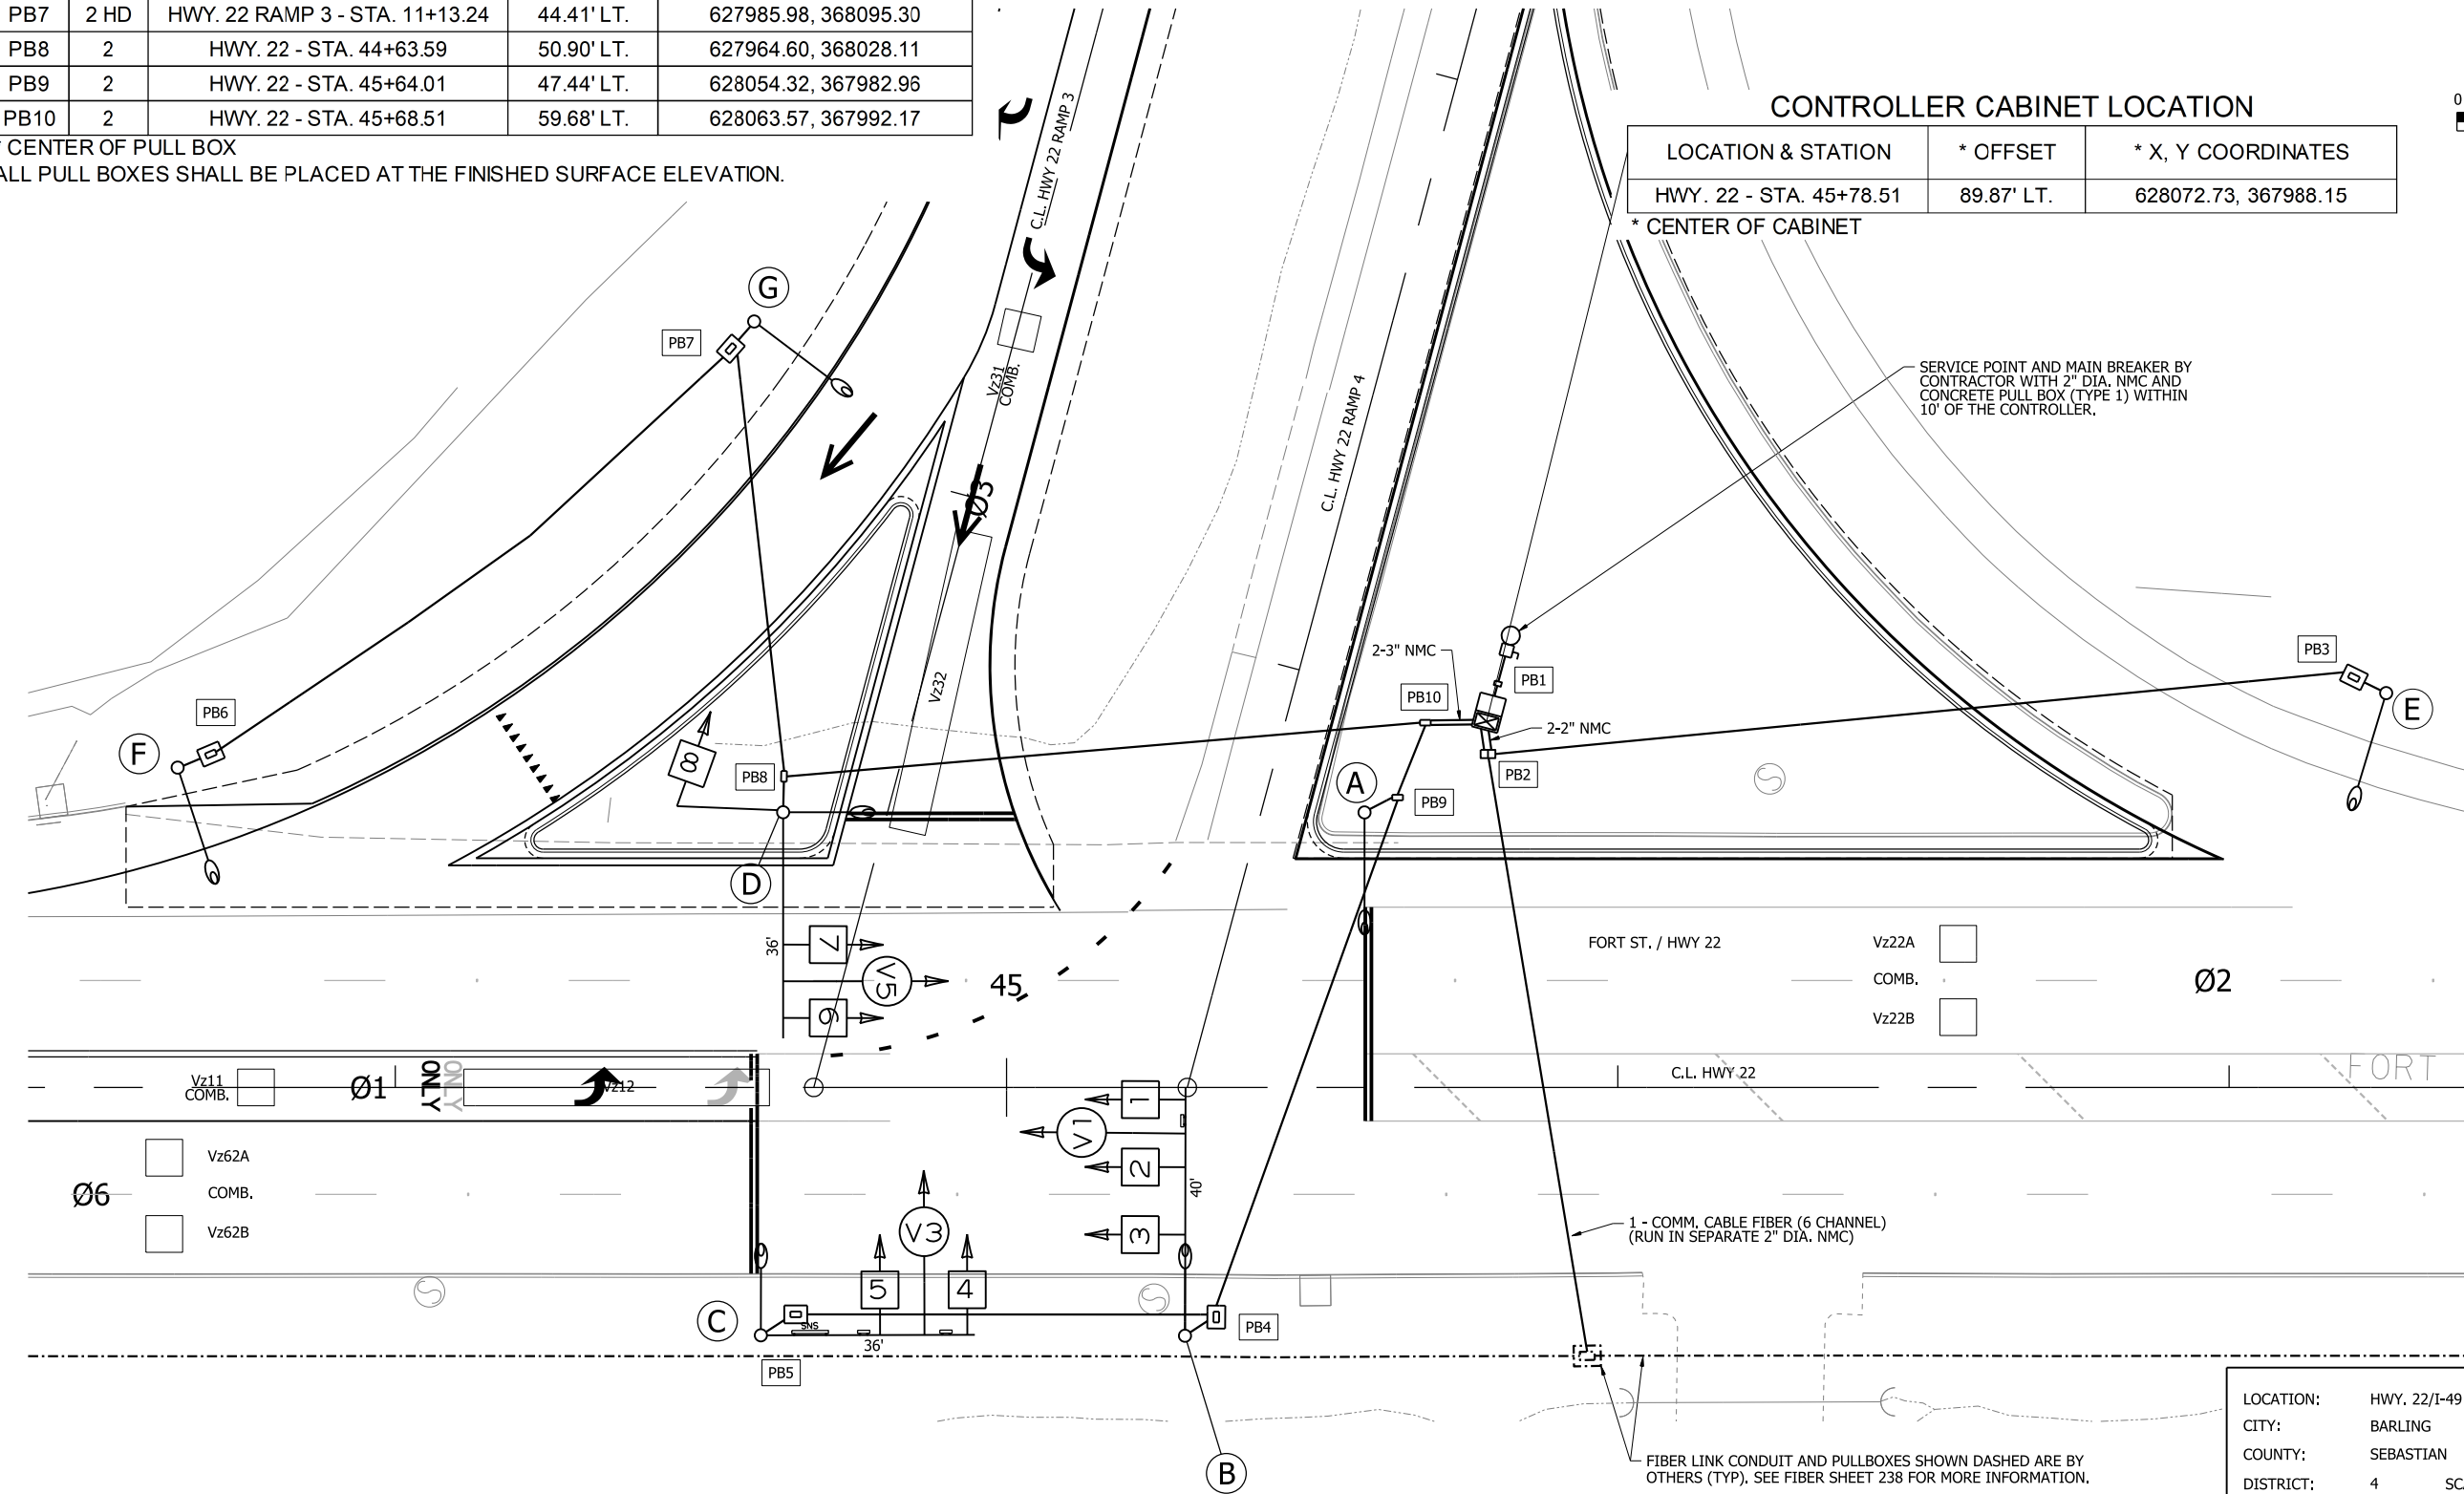 PB7 2 HD HWY. 22 RAMP 3 - STA. 11+13.24 44.41' LT. 627985.98, 368095.30
PB8 2 HWY. 22 - STA. 44+63.59 50.90' LT. 627964.60, 368028.11
PB9 2 HWY. 22 - STA. 45+64.01 47.44' LT. 628054.32, 367982.96
PB10 2 HWY. 22 - STA. 45+68.51 59.68' LT. 628063.57, 367992.17
CENTER OF PULL BOX
ALL PULL BOXES SHALL BE PLACED AT THE FINISHED SURFACE ELEVATION.
0
CONTROLLER CABINET LOCATION
LOCATION & STATION * OFFSET * X, Y COORDINATES
HWY. 22 - STA. 45+78.51 89.87' LT. 628072.73, 367988.15
* CENTER OF CABINET
C.L. HWY 22 RAMP 3
G
PB7
Vz31
COMB.
SERVICE POINT AND MAIN BREAKER BY
CONTRACTOR WITH 2" DIA. NMC AND
CONCRETE PULL BOX (TYPE 1) WITHIN
10' OF THE CONTROLLER.
C.L. HWY 22 RAMP 4
Ø3
2-3" NMC
PB3
PB1
Vz32
PB10
E
PB6
2-2" NMC
F
8
PB8
PB2
A
PB9
D
36'
7
V5
6
45
FORT ST. / HWY 22
Vz22A
COMB.
Vz22B
Ø2
Vz11
COMB.
Ø1
ONLY
ONLY
Vz12
C.L. HWY 22
FORT
1
V1
2
3
40'
Vz62A
Ø6
COMB.
Vz62B
V3
5
4
1 - COMM. CABLE FIBER (6 CHANNEL)
(RUN IN SEPARATE 2" DIA. NMC)
C
SNS
36'
PB4
PB5
B
FIBER LINK CONDUIT AND PULLBOXES SHOWN DASHED ARE BY
OTHERS (TYP). SEE FIBER SHEET 238 FOR MORE INFORMATION.
LOCATION: HWY. 22/I-49
CITY: BARLING
COUNTY: SEBASTIAN
DISTRICT: 4 SC